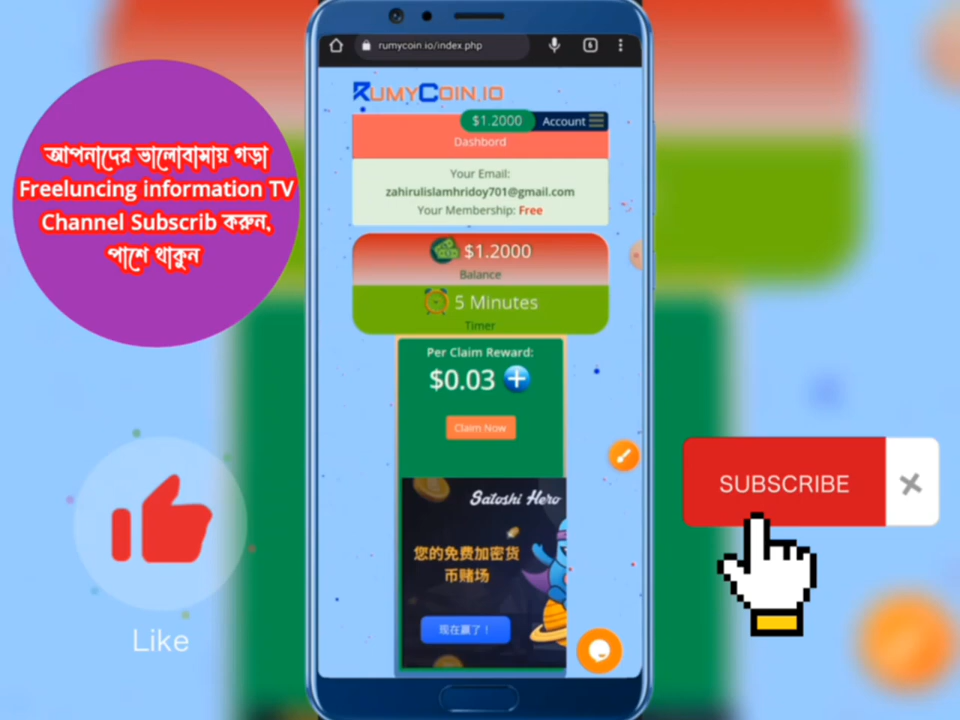 আপনাদের ভালোবাসায় গড়া
Freeluncing information TV
Channel Subscrib করুন,
পাশে থাকুন
Like
rumycoin.io/index.php
6
RUMYCOIN.IO
$1.2000
Account
Dashbord
Your Email:
zahirulislamhridoy701@gmail.com
Your Membership: Free
$1.2000
Balance
5 Minutes
Timer
Per Claim Reward:
$0.03
Claim Now
Satoshi Hero
您的免费加密货
币赌场
现在赢了！
SUBSCRIBE